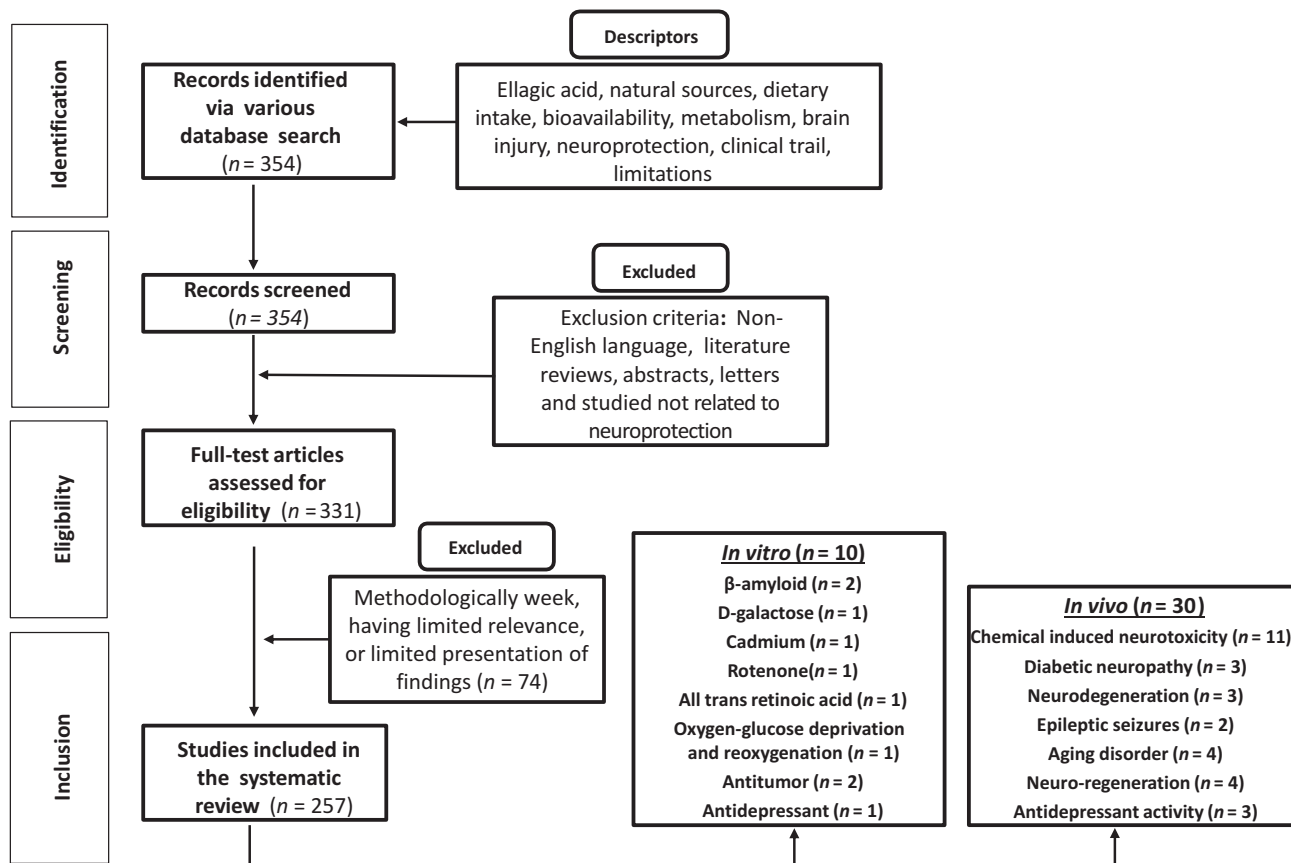 Identification
Descriptors
Records identified
via various
database search
(n = 354)
Ellagic acid, natural sources, dietary
intake, bioavailability, metabolism, brain
injury, neuroprotection, clinical trail,
limitations
Screening
Records screened
(n = 354)
Excluded
Exclusion criteria: Non-
English language, literature
reviews, abstracts, letters
and studied not related to
neuroprotection
Eligibility
Full-test articles
assessed for
eligibility (n = 331)
Excluded
Methodologically week,
having limited relevance,
or limited presentation of
findings (n = 74)
Inclusion
Studies included in
the systematic
review (n = 257)
In vitro (n = 10)
β-amyloid (n = 2)
D-galactose (n = 1)
Cadmium (n = 1)
Rotenone(n = 1)
All trans retinoic acid (n = 1)
Oxygen-glucose deprivation
and reoxygenation (n = 1)
Antitumor (n = 2)
Antidepressant (n = 1)
In vivo (n = 30)
Chemical induced neurotoxicity (n = 11)
Diabetic neuropathy (n = 3)
Neurodegeneration (n = 3)
Epileptic seizures (n = 2)
Aging disorder (n = 4)
Neuro-regeneration (n = 4)
Antidepressant activity (n = 3)